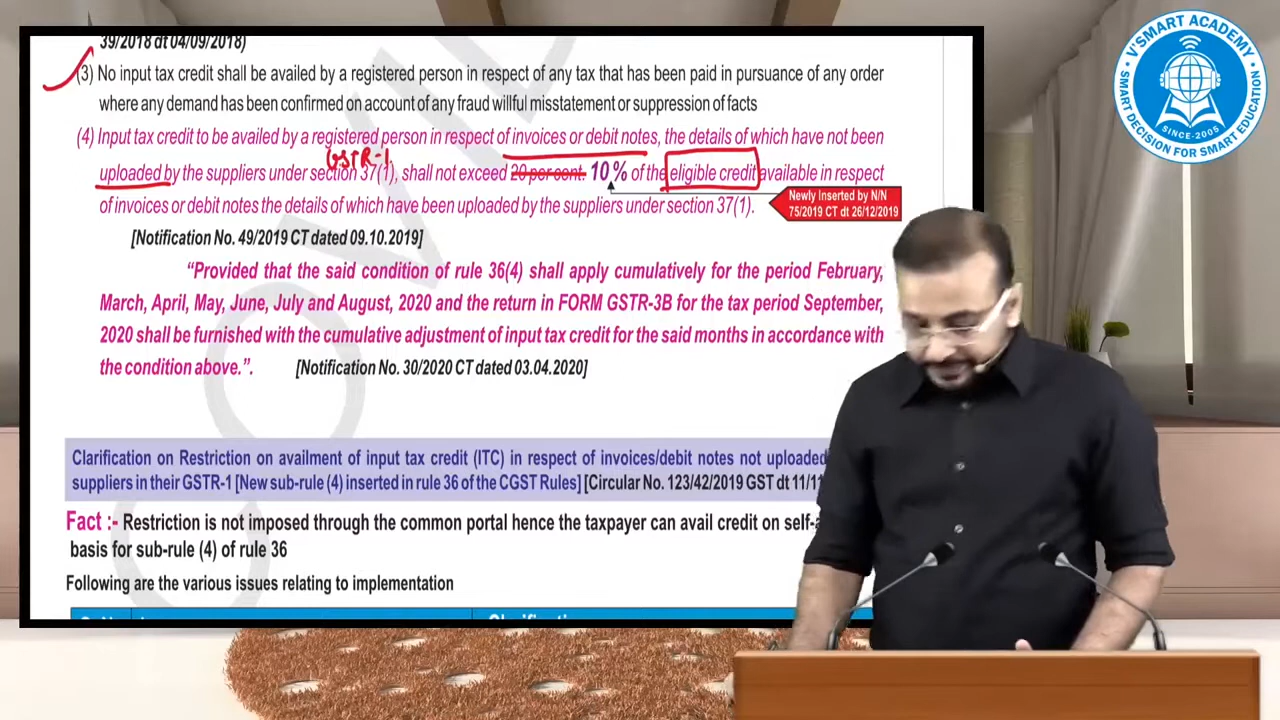 39/2018 dt 04/09/2018)
(3) No input tax credit shall be availed by a registered person in respect of any tax that has been paid in pursuance of any order
where any demand has been confirmed on account of any fraud willful misstatement or suppression of facts
(4) Input tax credit to be availed by a registered person in respect of invoices or debit notes, the details of which have not been
GSTR-1
uploaded by the suppliers under section 37(1), shall not exceed 20 per cent. 10% of the eligible credit available in respect
of invoices or debit notes the details of which have been uploaded by the suppliers under section 37(1).
Newly Inserted by N/N
75/2019 CT dt 26/12/2019
[Notification No. 49/2019 CT dated 09.10.2019]
"Provided that the said condition of rule 36(4) shall apply cumulatively for the period February,
March, April, May, June, July and August, 2020 and the return in FORM GSTR-3B for the tax period September,
2020 shall be furnished with the cumulative adjustment of input tax credit for the said months in accordance with
the condition above.". [Notification No. 30/2020 CT dated 03.04.2020]
Clarification on Restriction on availment of input tax credit (ITC) in respect of invoices/debit notes not uploaded
suppliers in their GSTR-1 [New sub-rule (4) inserted in rule 36 of the CGST Rules] [Circular No. 123/42/2019 GST dt 11/11
Fact :- Restriction is not imposed through the common portal hence the taxpayer can avail credit on self-
basis for sub-rule (4) of rule 36
Following are the various issues relating to implementation
V'SMART ACADEMY
SMART DECISION FOR SMART EDUCATION
SINCE-2005